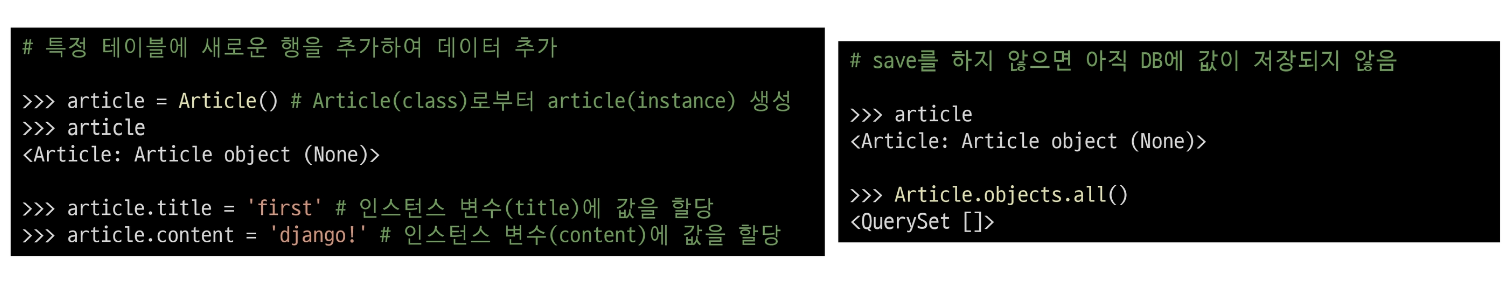 # 특정 테이블에 새로운 행을 추가하여 데이터 추가
>>> article = Article() # Article(class)로부터 article(instance) 생성
>>> article
<Article: Article object (None)>
>>> article.title = 'first' # 인스턴스 변수(title)에 값을 할당
>>> article.content = 'django!' # 인스턴스 변수(content)에 값을 할당
# save를 하지 않으면 아직 DB에 값이 저장되지 않음
>>> article
<Article: Article object (None)>
>>> Article.objects.all()
<QuerySet []>